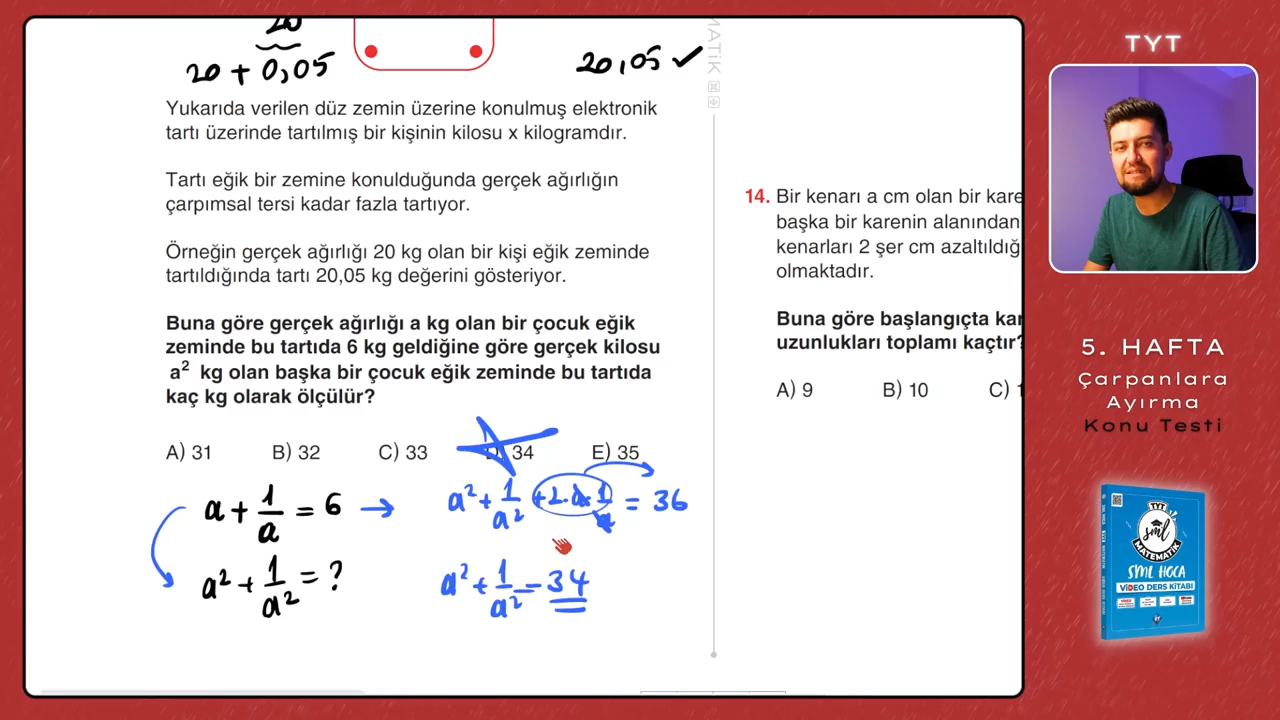 20
20 + 0,05
20,05 ✓
MATİK
Yukarıda verilen düz zemin üzerine konulmuş elektronik
tartı üzerinde tartılmış bir kişinin kilosu x kilogramdır.
Tartı eğik bir zemine konulduğunda gerçek ağırlığın
çarpımsal tersi kadar fazla tartıyor.
Örneğin gerçek ağırlığı 20 kg olan bir kişi eğik zeminde
tartıldığında tartı 20,05 kg değerini gösteriyor.
Buna göre gerçek ağırlığı a kg olan bir çocuk eğik
zeminde bu tartıda 6 kg geldiğine göre gerçek kilosu
a² kg olan başka bir çocuk eğik zeminde bu tartıda
kaç kg olarak ölçülür?
A) 31 B) 32 C) 33 D) 34 E) 35
a + 1/a = 6 → a² + 1/a² + 2.a.1/a = 36
a² + 1/a² = ? a² + 1/a² = 34
14. Bir kenarı a cm olan bir kare
başka bir karenin alanından
kenarları 2 şer cm azaltıldığ
olmaktadır.
Buna göre başlangıçta kar
uzunlukları toplamı kaçtır?
A) 9 B) 10 C) 1
TYT
5. HAFTA
Çarpanlara
Ayırma
Konu Testi
TYT
sml
MATEMATİK
SML HOCA
VİDEO DERS KİTABI